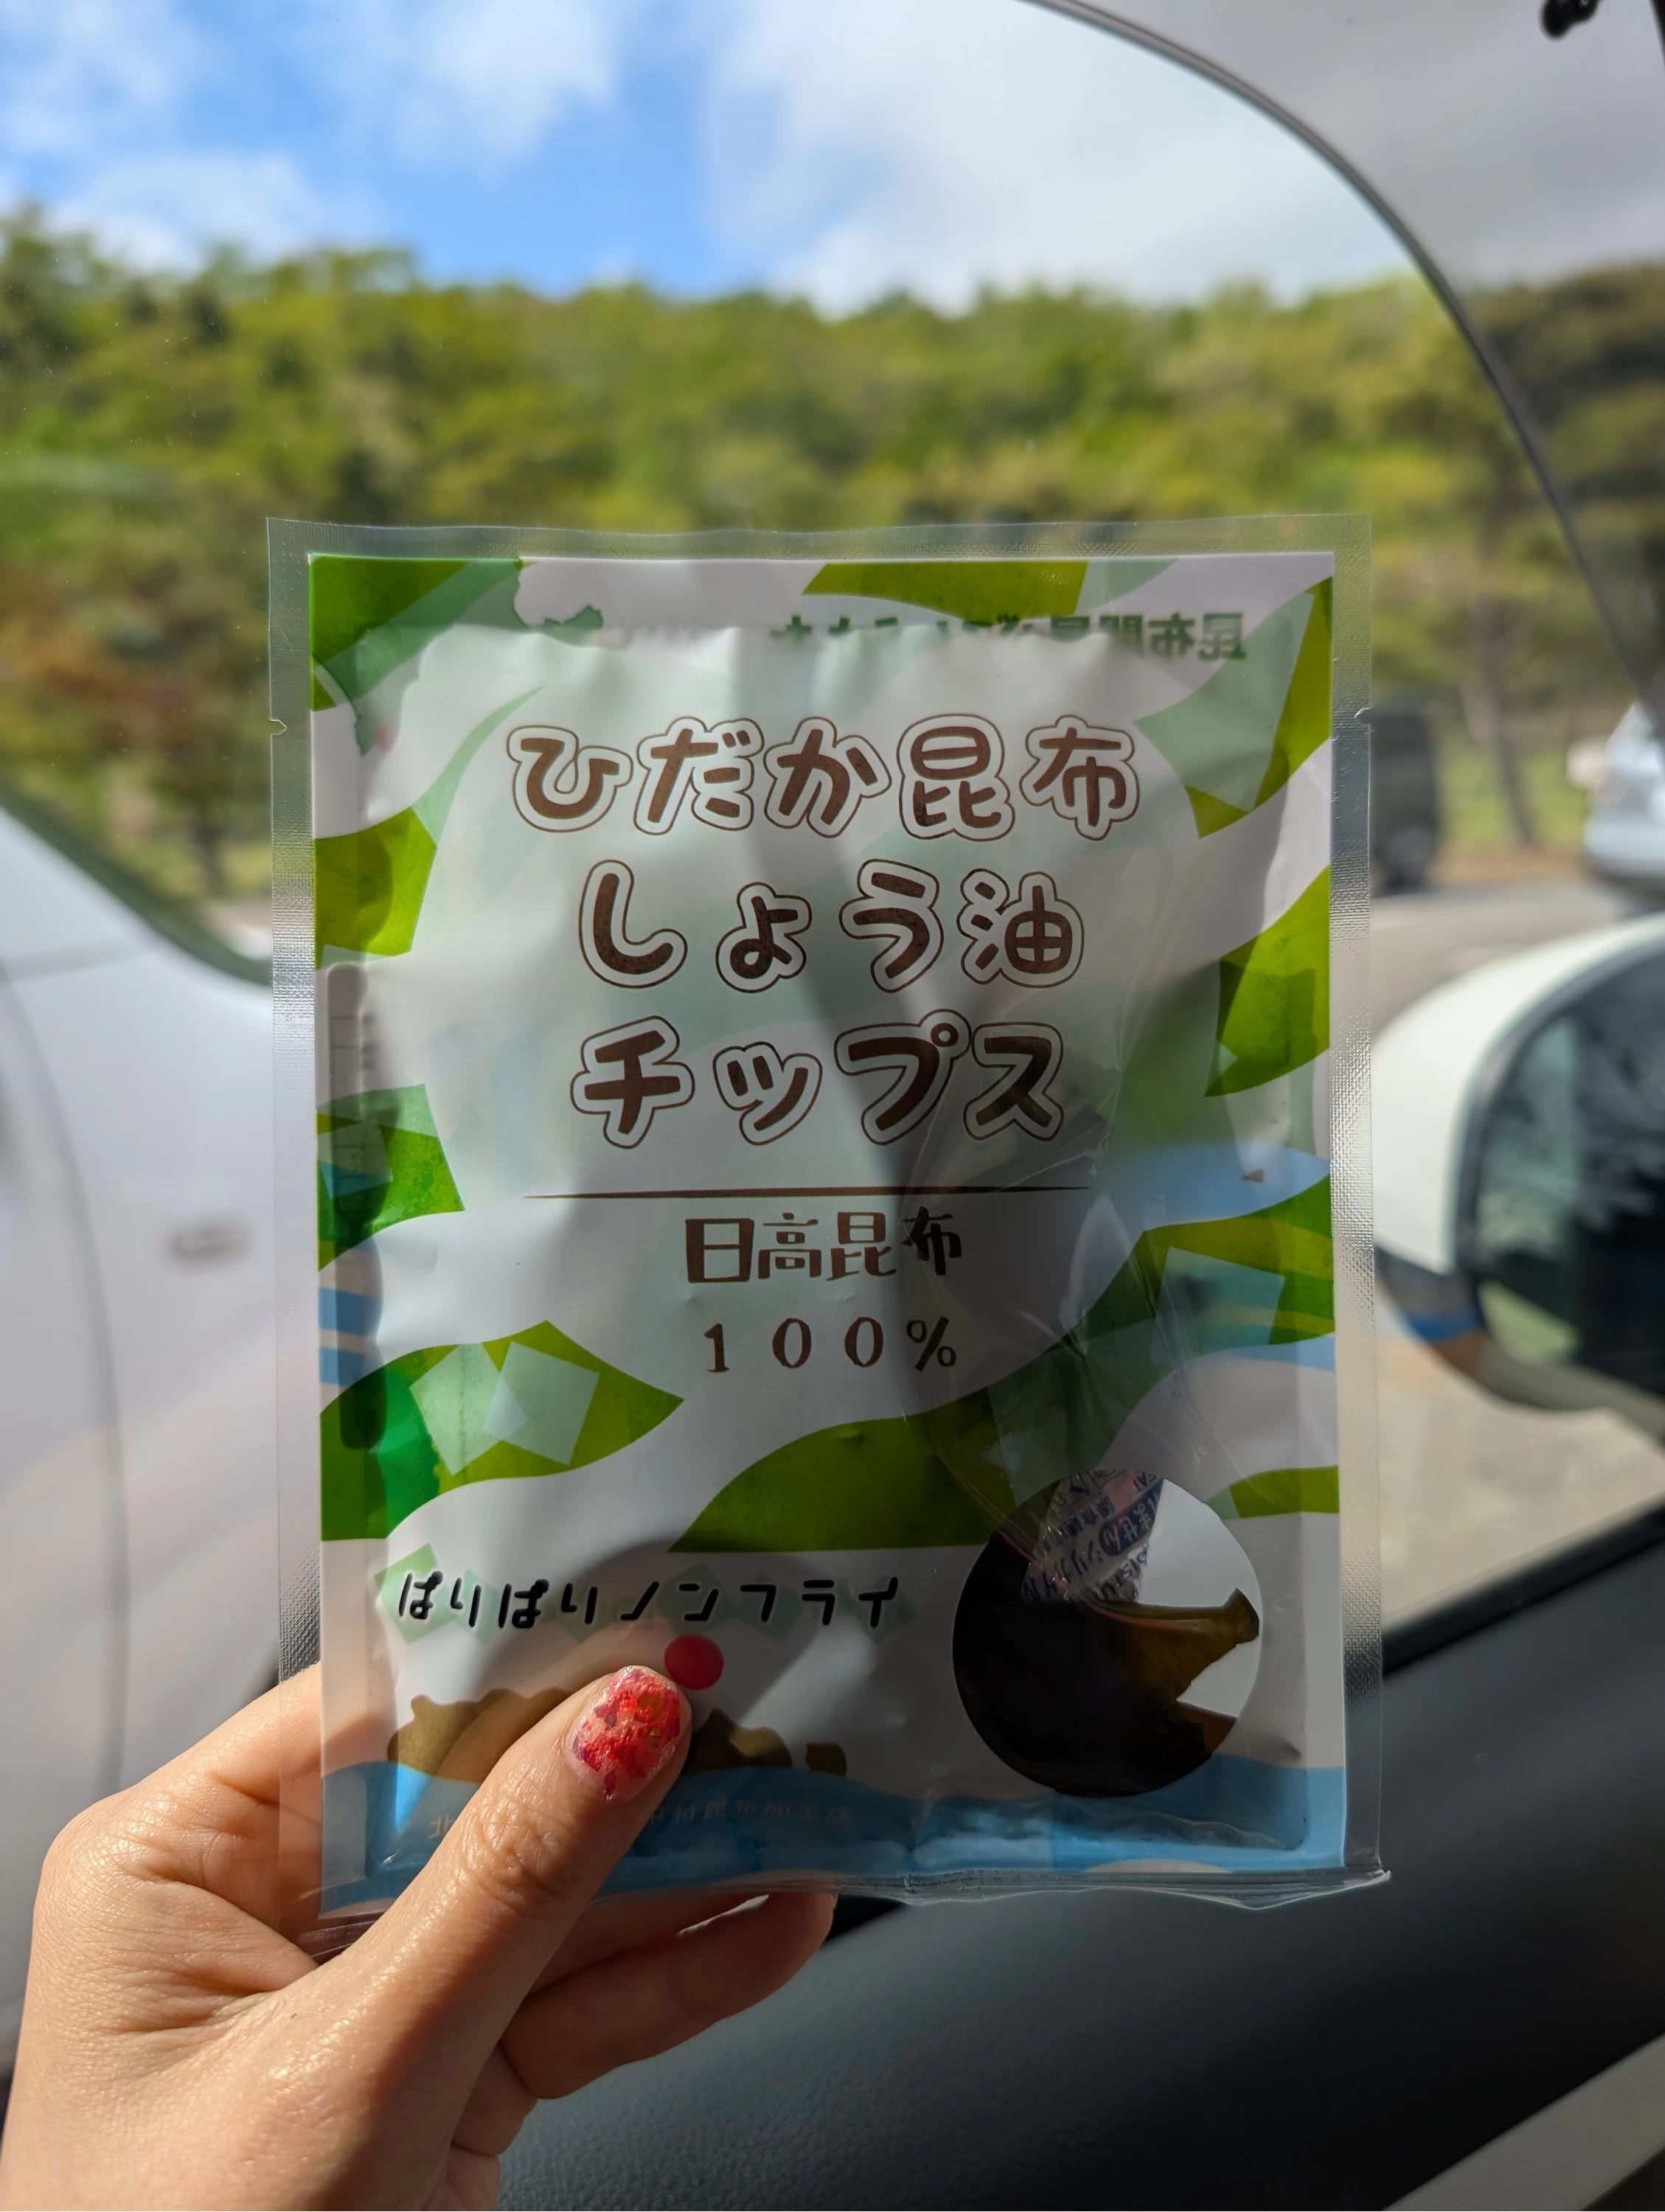 ひだか昆布
しょう油
チップス
日高昆布
100%
ぱりぱりノンフライ